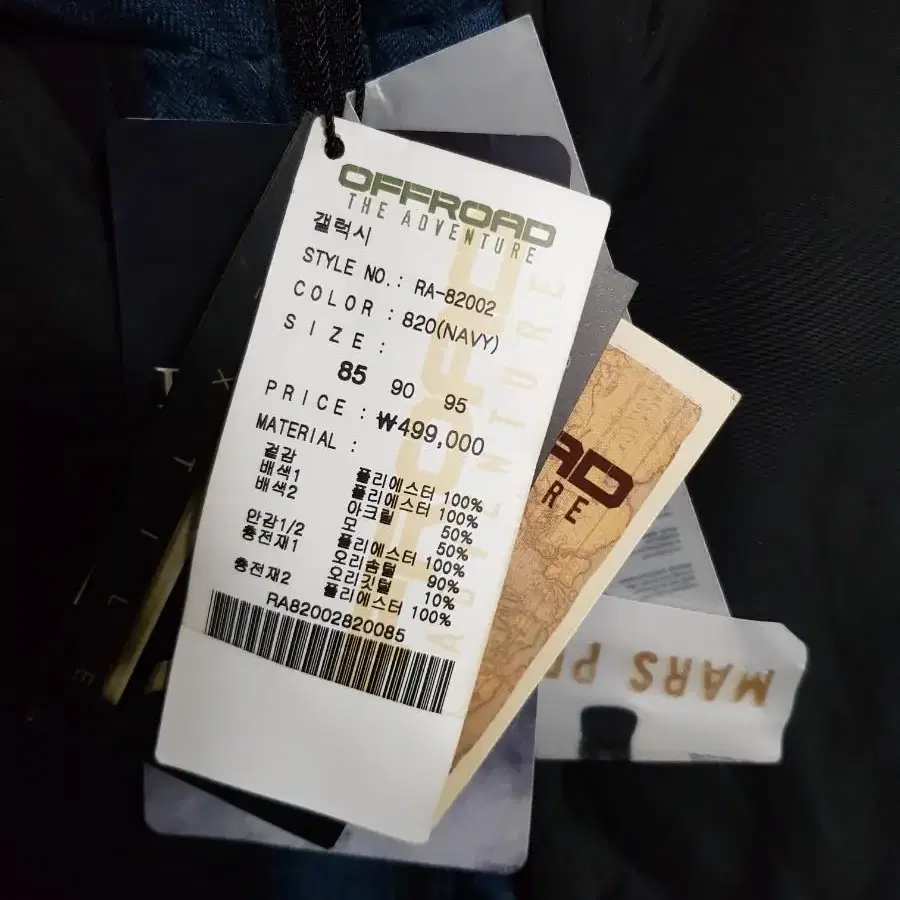 OFFROAD
THE ADVENTURE
갤럭시
STYLE NO.: RA-82002
COLOR : 820(NAVY)
SIZE :
85 90 95
PRICE : ₩499,000
MATERIAL :
겉감 폴리에스터 100%
배색1 폴리에스터 100%
배색2 아크릴 50%
모 50%
안감1/2 폴리에스터 100%
충전재1 오리솜털 90%
오리깃털 10%
충전재2 폴리에스터 100%
RA82002820085
ROAD
ADVENTURE
AD
RE
MARS